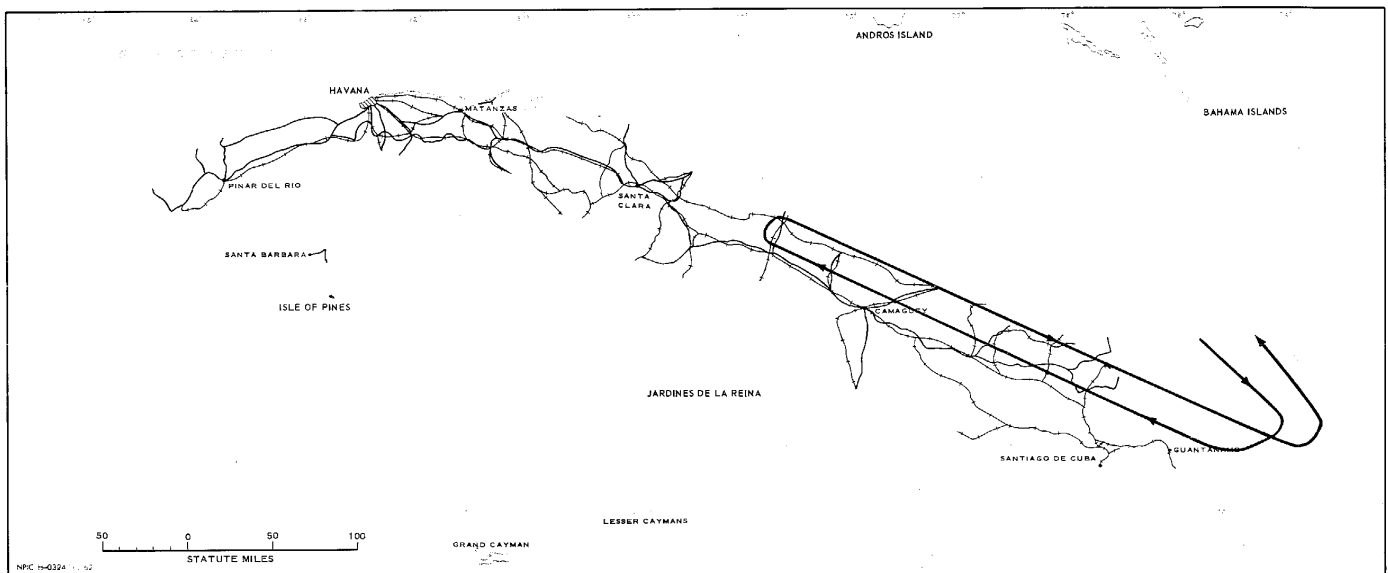 ANDROS ISLAND
HAVANA
MATANZAS
BAHAMA ISLANDS
PINAR DEL RIO
SANTA
CLARA
SANTA BARBARA
ISLE OF PINES
CAMAGUEY
JARDINES DE LA REINA
GUANTANAMO
SANTIAGO DE CUBA
LESSER CAYMANS
50 0 50 100
STATUTE MILES
GRAND CAYMAN